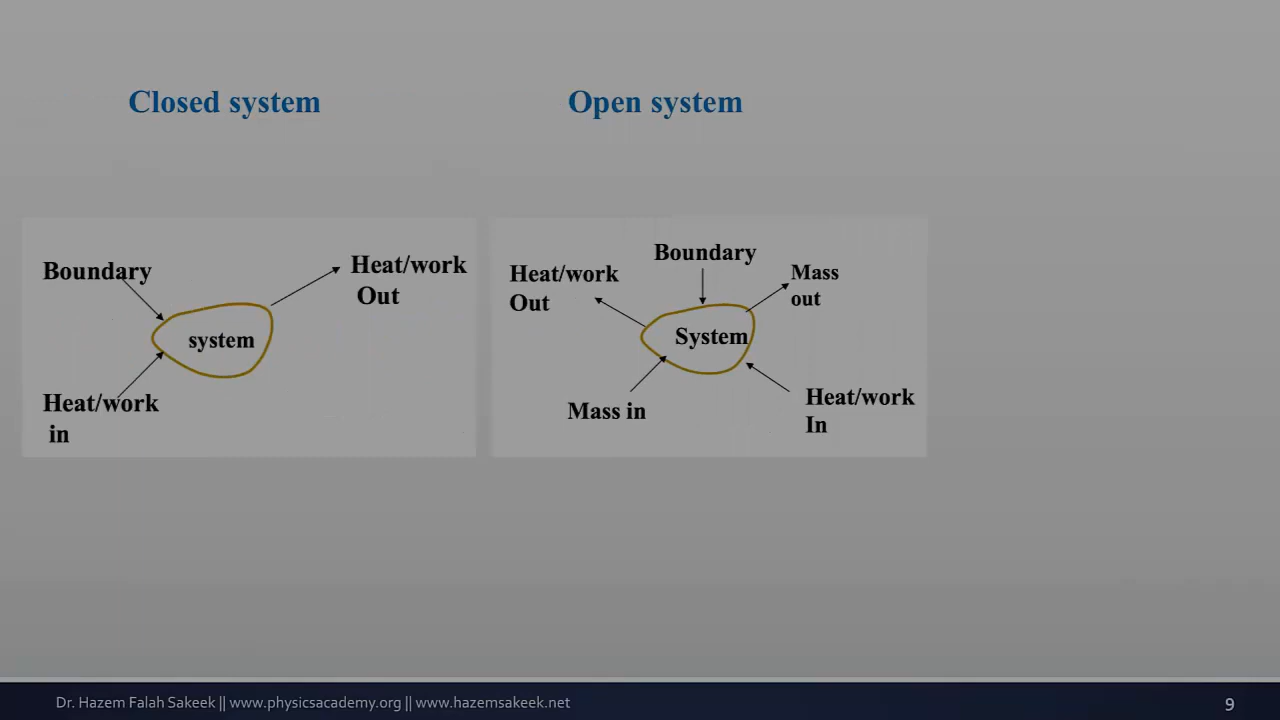 Closed system
Open system
Boundary
Heat/work
Out
system
Heat/work
in
Boundary
Heat/work
Out
Mass
out
System
Mass in
Heat/work
In
Dr. Hazem Falah Sakeek || www.physicsacademy.org || www.hazemsakeek.net
9